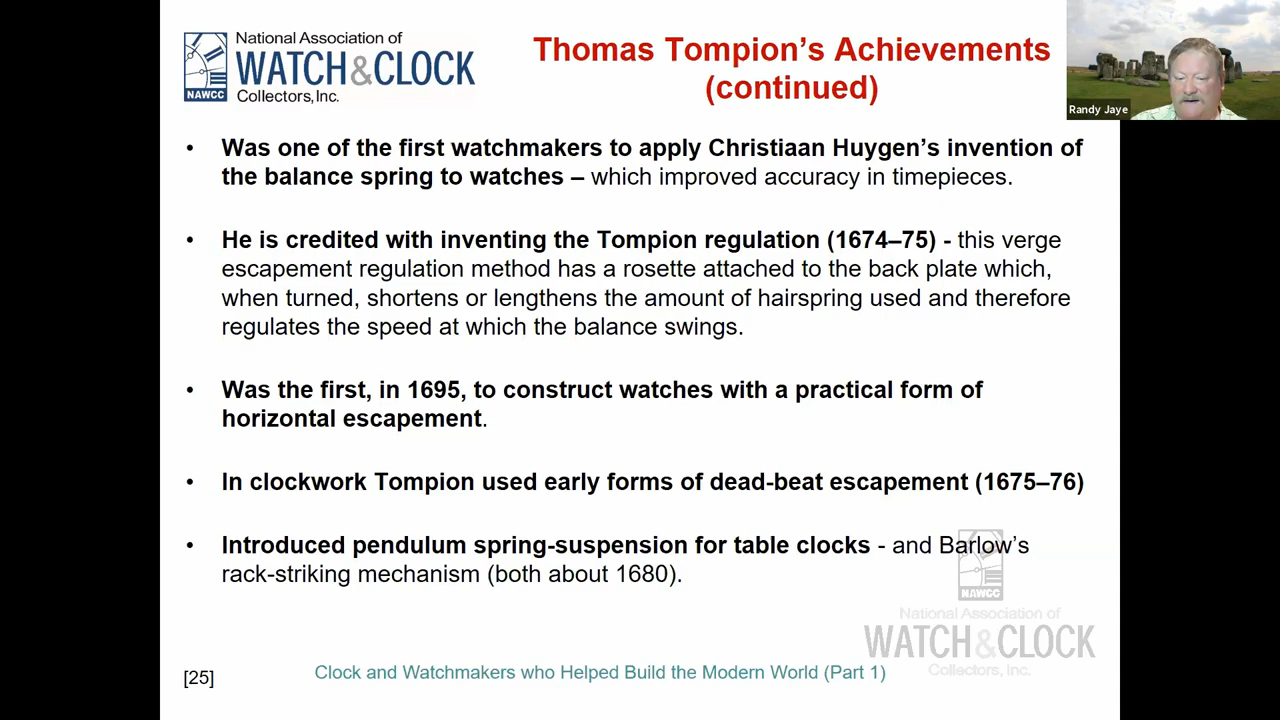 National Association of
WATCH & CLOCK
Collectors, Inc.
NAWCC
Thomas Tompion's Achievements
(continued)
Randy Jaye
• Was one of the first watchmakers to apply Christiaan Huygen's invention of
the balance spring to watches – which improved accuracy in timepieces.
• He is credited with inventing the Tompion regulation (1674–75) - this verge
escapement regulation method has a rosette attached to the back plate which,
when turned, shortens or lengthens the amount of hairspring used and therefore
regulates the speed at which the balance swings.
• Was the first, in 1695, to construct watches with a practical form of
horizontal escapement.
• In clockwork Tompion used early forms of dead-beat escapement (1675–76)
• Introduced pendulum spring-suspension for table clocks - and Barlow's
rack-striking mechanism (both about 1680).
NAWCC
National Association of
WATCH & CLOCK
Collectors, Inc.
[25]
Clock and Watchmakers who Helped Build the Modern World (Part 1)